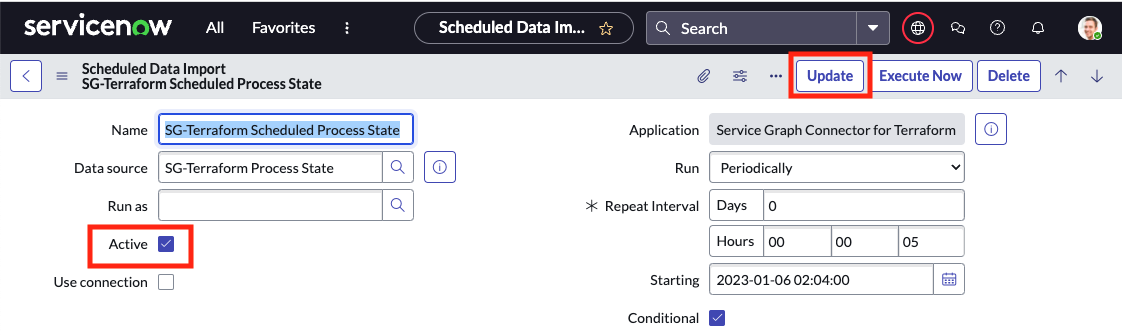 servicenow All Favorites Scheduled Data Im... Search
Scheduled Data Import
SG-Terraform Scheduled Process State
Update Execute Now Delete
Name SG-Terraform Scheduled Process State
Application Service Graph Connector for Terraform
Data source SG-Terraform Process State
Run Periodically
Run as
Repeat Interval Days 0
Active
Hours 00 00 05
Use connection
Starting 2023-01-06 02:04:00
Conditional